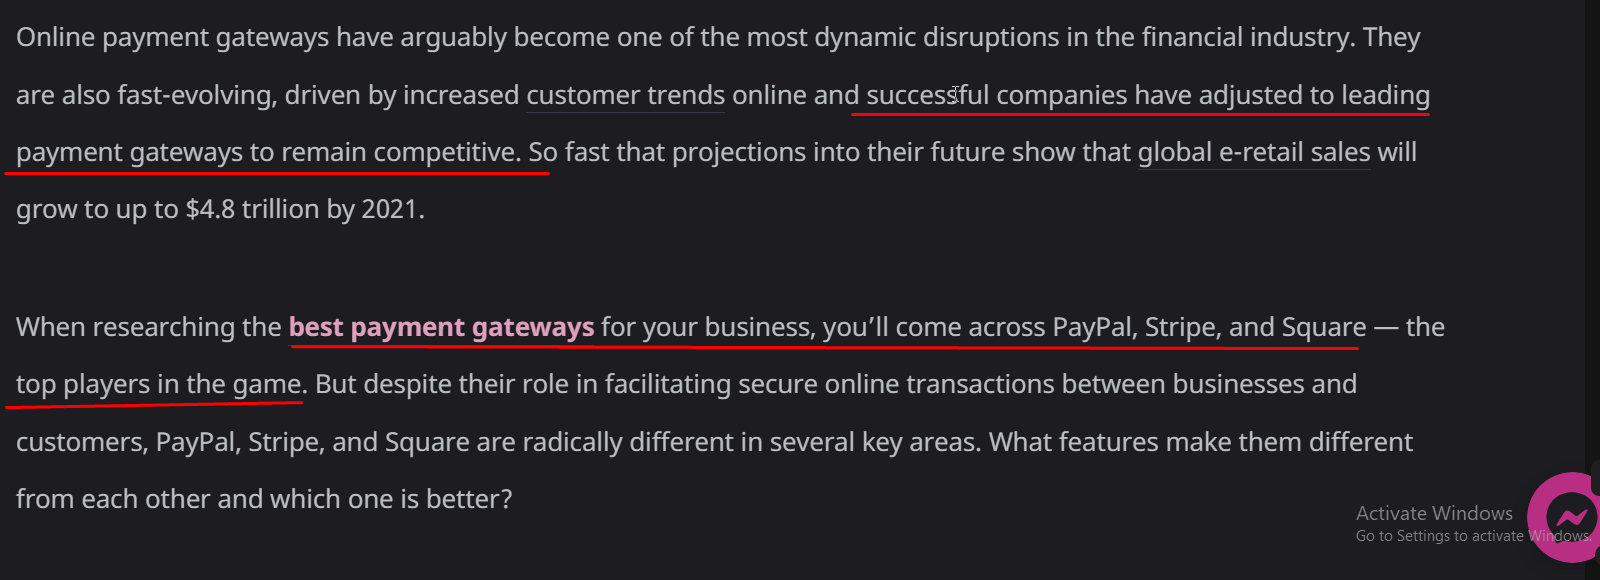 Online payment gateways have arguably become one of the most dynamic disruptions in the financial industry. They
are also fast-evolving, driven by increased customer trends online and successful companies have adjusted to leading
payment gateways to remain competitive. So fast that projections into their future show that global e-retail sales will
grow to up to $4.8 trillion by 2021.
When researching the best payment gateways for your business, you’ll come across PayPal, Stripe, and Square — the
top players in the game. But despite their role in facilitating secure online transactions between businesses and
customers, PayPal, Stripe, and Square are radically different in several key areas. What features make them different
from each other and which one is better?
Activate Windows
Go to Settings to activate Windows.